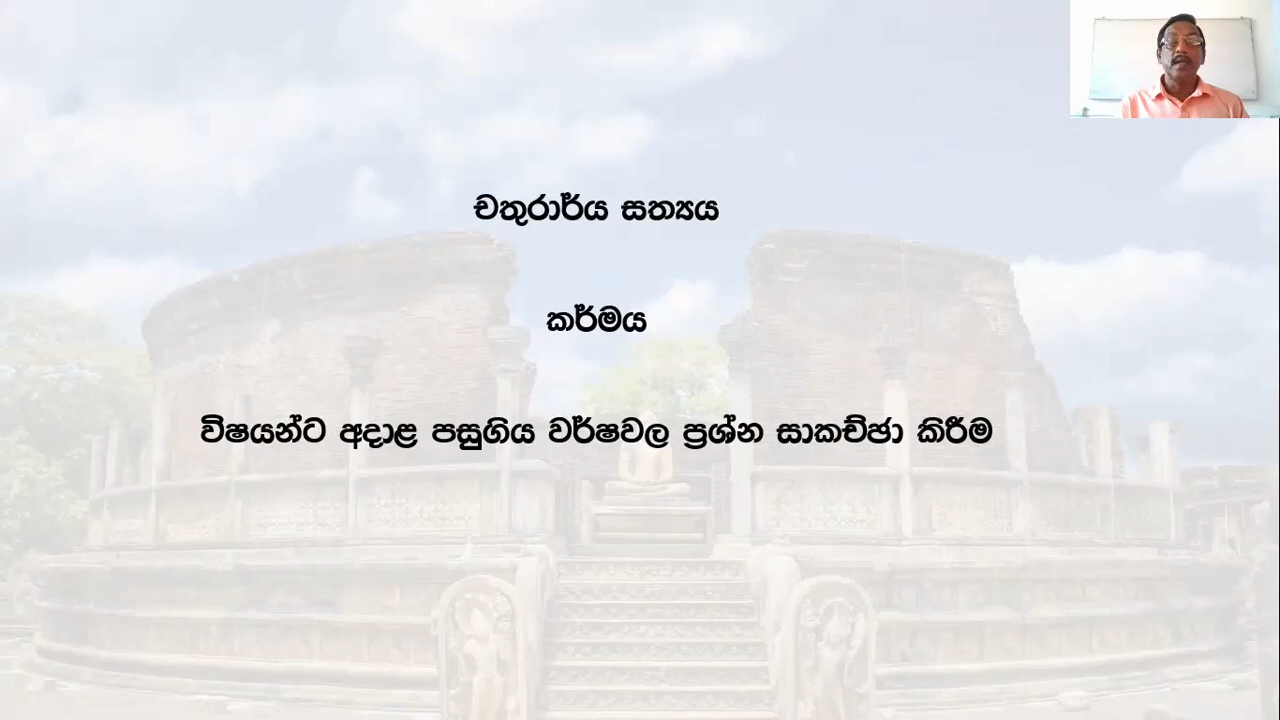 චතුරාර්ය සත්‍යය
කර්මය
විෂයන්ට අදාළ පසුගිය වර්ෂවල ප්‍රශ්න සාකච්ඡා කිරීම